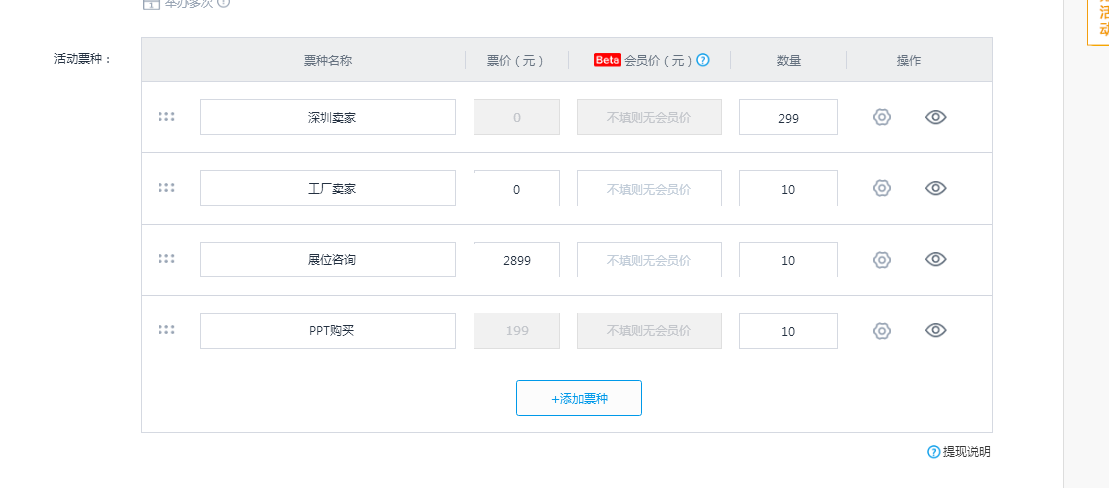 举办多次
活动
活动票种：
票种名称 票价（元） Beta 会员价（元） ? 数量 操作
深圳卖家 0 不填则无会员价 299
工厂卖家 0 不填则无会员价 10
展位咨询 2899 不填则无会员价 10
PPT购买 199 不填则无会员价 10
+添加票种
? 提现说明